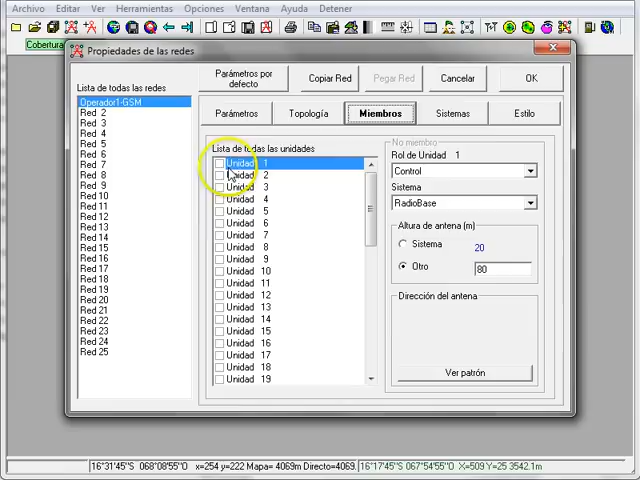 Archivo Editar Ver Herramientas Opciones Ventana Ayuda Detener
Cobertura
Propiedades de las redes
Lista de todas las redes
Operador1-GSM
Red 2
Red 3
Red 4
Red 5
Red 6
Red 7
Red 8
Red 9
Red 10
Red 11
Red 12
Red 13
Red 14
Red 15
Red 16
Red 17
Red 18
Red 19
Red 20
Red 21
Red 22
Red 23
Red 24
Red 25
Parámetros por defecto
Copiar Red
Pegar Red
Cancelar
OK
Parámetros
Topología
Miembros
Sistemas
Estilo
Lista de todas las unidades
Unidad 1
Unidad 2
Unidad 3
Unidad 4
Unidad 5
Unidad 6
Unidad 7
Unidad 8
Unidad 9
Unidad 10
Unidad 11
Unidad 12
Unidad 13
Unidad 14
Unidad 15
Unidad 16
Unidad 17
Unidad 18
Unidad 19
No miembro
Rol de Unidad 1
Control
Sistema
RadioBase
Altura de antena (m)
Sistema 20
Otro 80
Dirección del antena
Ver patrón
16°31'45"S 068°08'55"O x=254 y=222 Mapa= 4069m Directo=4069. 16°17'45"S 067°54'55"O X=509 Y=25 3542.1m